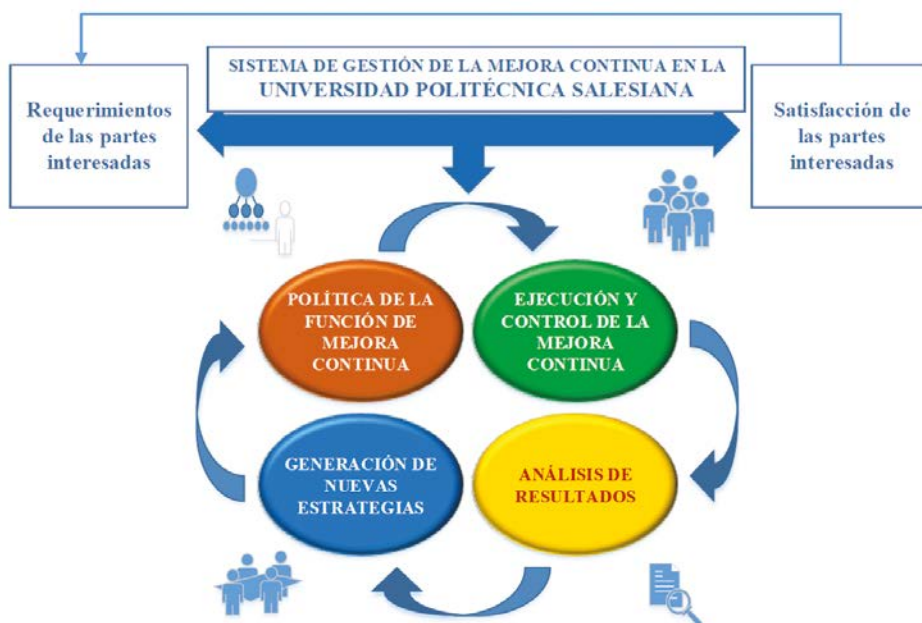 SISTEMA DE GESTIÓN DE LA MEJORA CONTINUA EN LA
UNIVERSIDAD POLITÉCNICA SALESIANA
Requerimientos
de las partes
interesadas
Satisfacción de
las partes
interesadas
POLÍTICA DE LA
FUNCIÓN DE
MEJORA
CONTINUA
EJECUCIÓN Y
CONTROL DE LA
MEJORA
CONTINUA
GENERACIÓN DE
NUEVAS
ESTRATEGIAS
ANÁLISIS DE
RESULTADOS